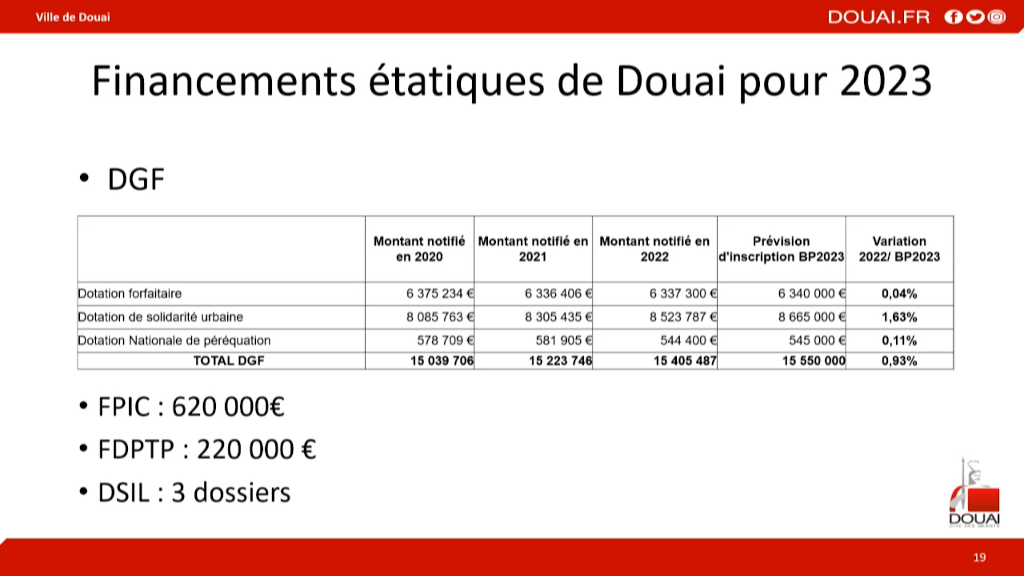 Ville de Douai
DOUAI.FR
Financements étatiques de Douai pour 2023
• DGF
Montant notifié en 2020 Montant notifié en 2021 Montant notifié en 2022 Prévision d'inscription BP2023 Variation 2022/ BP2023
Dotation forfaitaire 6 375 234 € 6 336 406 € 6 337 300 € 6 340 000 € 0,04%
Dotation de solidarité urbaine 8 085 763 € 8 305 435 € 8 523 787 € 8 665 000 € 1,63%
Dotation Nationale de péréquation 578 709 € 581 905 € 544 400 € 545 000 € 0,11%
TOTAL DGF 15 039 706 15 223 746 15 405 487 15 550 000 0,93%
• FPIC : 620 000€
• FDPTP : 220 000 €
• DSIL : 3 dossiers
DOUAI
19